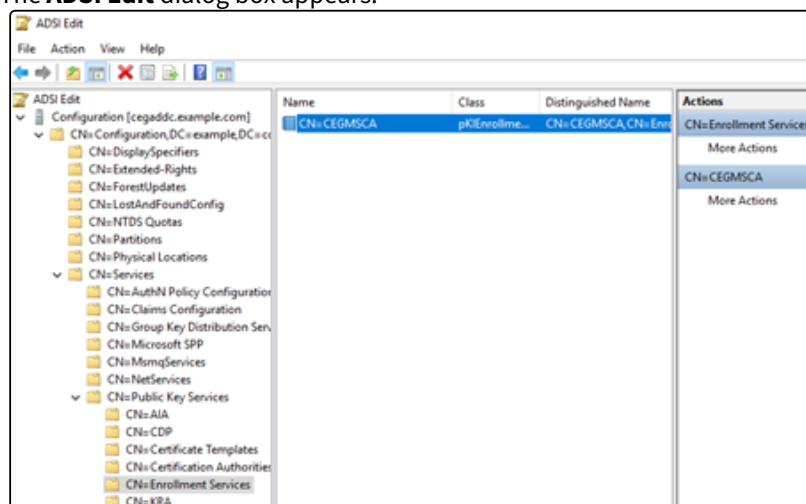 The ADSI Edit dialog box appears.
ADSI Edit
File Action View Help
ADSI Edit
Configuration [cegaddc.example.com]
CN=Configuration,DC=example,DC=co
CN=DisplaySpecifiers
CN=Extended-Rights
CN=ForestUpdates
CN=LostAndFoundConfig
CN=NTDS Quotas
CN=Partitions
CN=Physical Locations
CN=Services
CN=AuthN Policy Configuration
CN=Claims Configuration
CN=Group Key Distribution Serv
CN=Microsoft SPP
CN=MsmqServices
CN=NetServices
CN=Public Key Services
CN=AIA
CN=CDP
CN=Certificate Templates
CN=Certification Authorities
CN=Enrollment Services
CN=KRA
Name Class Distinguished Name
CN=CEGMSCA pKIEnrollme... CN=CEGMSCA,CN=Enro
Actions
CN=Enrollment Services
More Actions
CN=CEGMSCA
More Actions